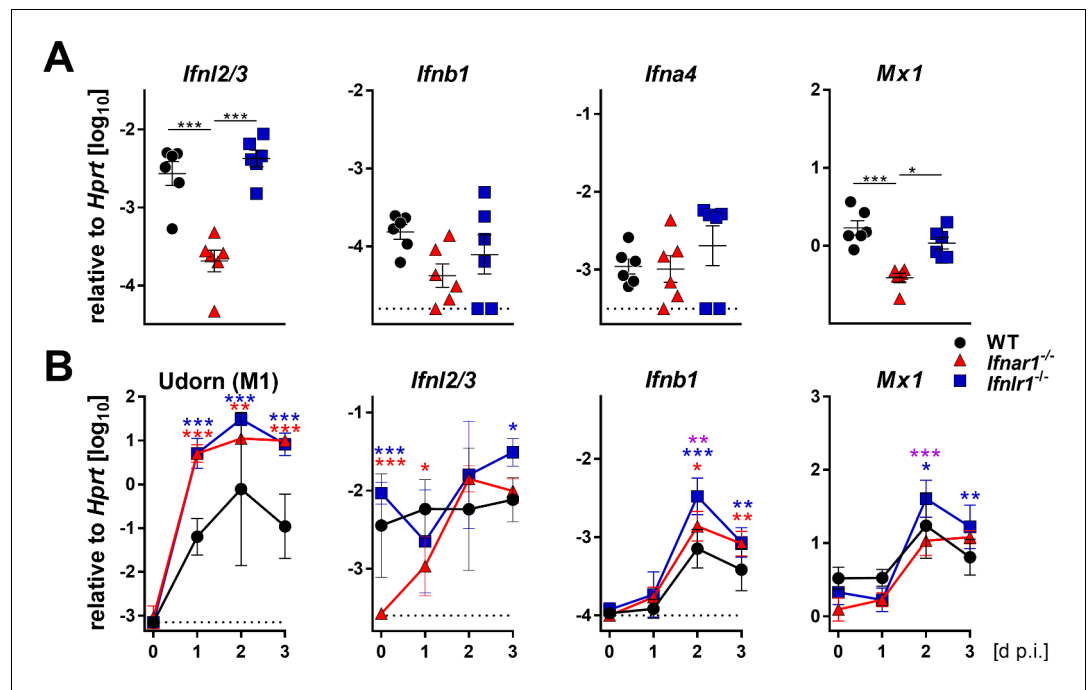 A
Ifnl2/3
Ifnb1
Ifna4
Mx1
relative to Hprt [log10]
-2
-3
-4
*** ***
-2
-4
-1
-2
-3
2
1
0
*** *
WT
Ifnar1-/-
Ifnlr1-/-
B
Udorn (M1)
Ifnl2/3
Ifnb1
Mx1
relative to Hprt [log10]
2
1
0
-1
-2
-3
*** *** ***
*** ** ***
0 1 2 3
-1
-2
-3
*** *
*** *
0 1 2 3
-2
-3
-4
**
*** **
* **
0 1 2 3
3
2
1
0
***
* **
0 1 2 3
[d p.i.]